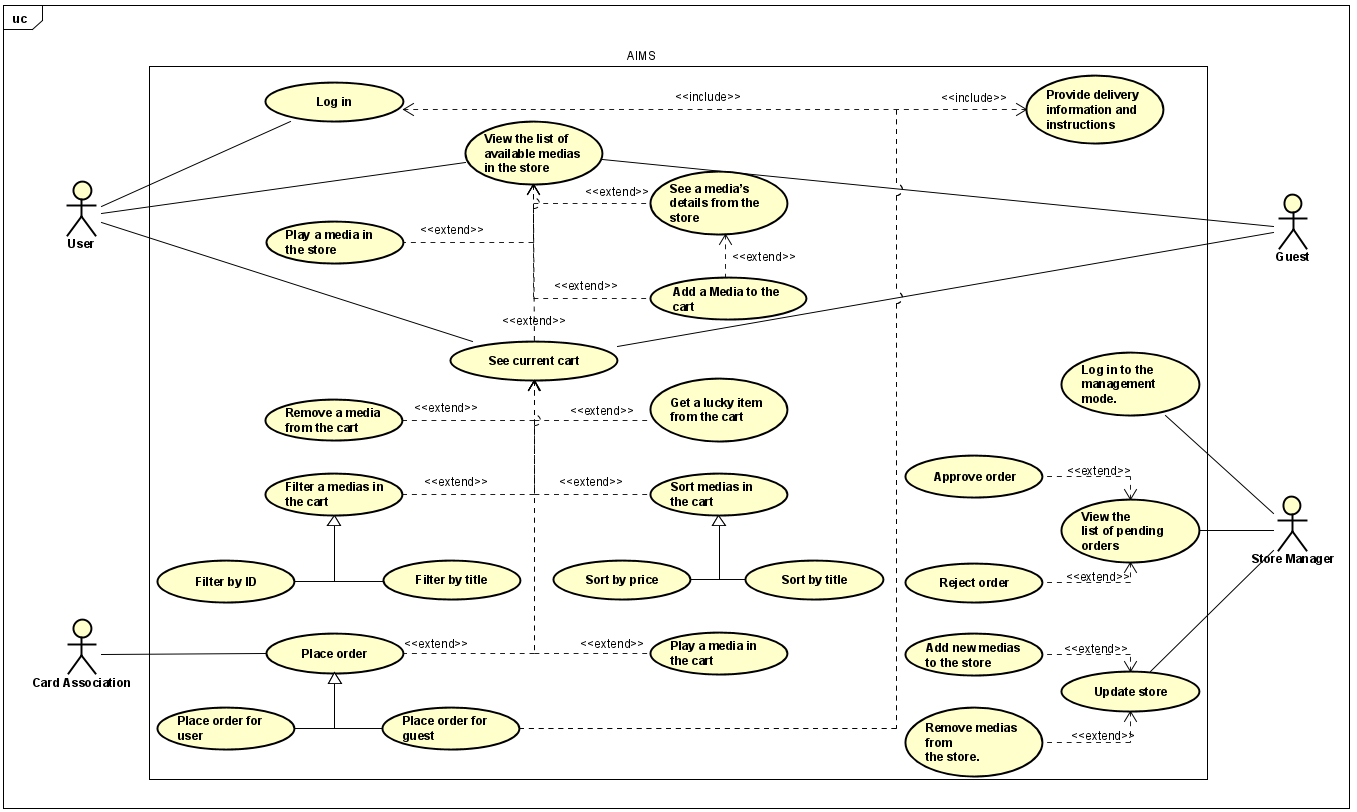 uc
AIMS
Log in
<<include>>
<<include>>
Provide delivery
information and
instructions
View the list of
available medias
in the store
<<extend>>
See a media's
details from the
store
User
Play a media in
the store
<<extend>>
Guest
<<extend>>
<<extend>>
Add a Media to the
cart
<<extend>>
See current cart
Log in to the
management
mode.
Remove a media
from the cart
<<extend>>
<<extend>>
Get a lucky item
from the cart
Filter a medias in
the cart
<<extend>>
<<extend>>
Sort medias in
the cart
Approve order
<<extend>>
View the
list of pending
orders
Store Manager
Filter by ID
Filter by title
Sort by price
Sort by title
Reject order
<<extend>>
Card Association
Place order
<<extend>>
<<extend>>
Play a media in
the cart
Add new medias
to the store
<<extend>>
Update store
Place order for
user
Place order for
guest
Remove medias
from
the store.
<<extend>>